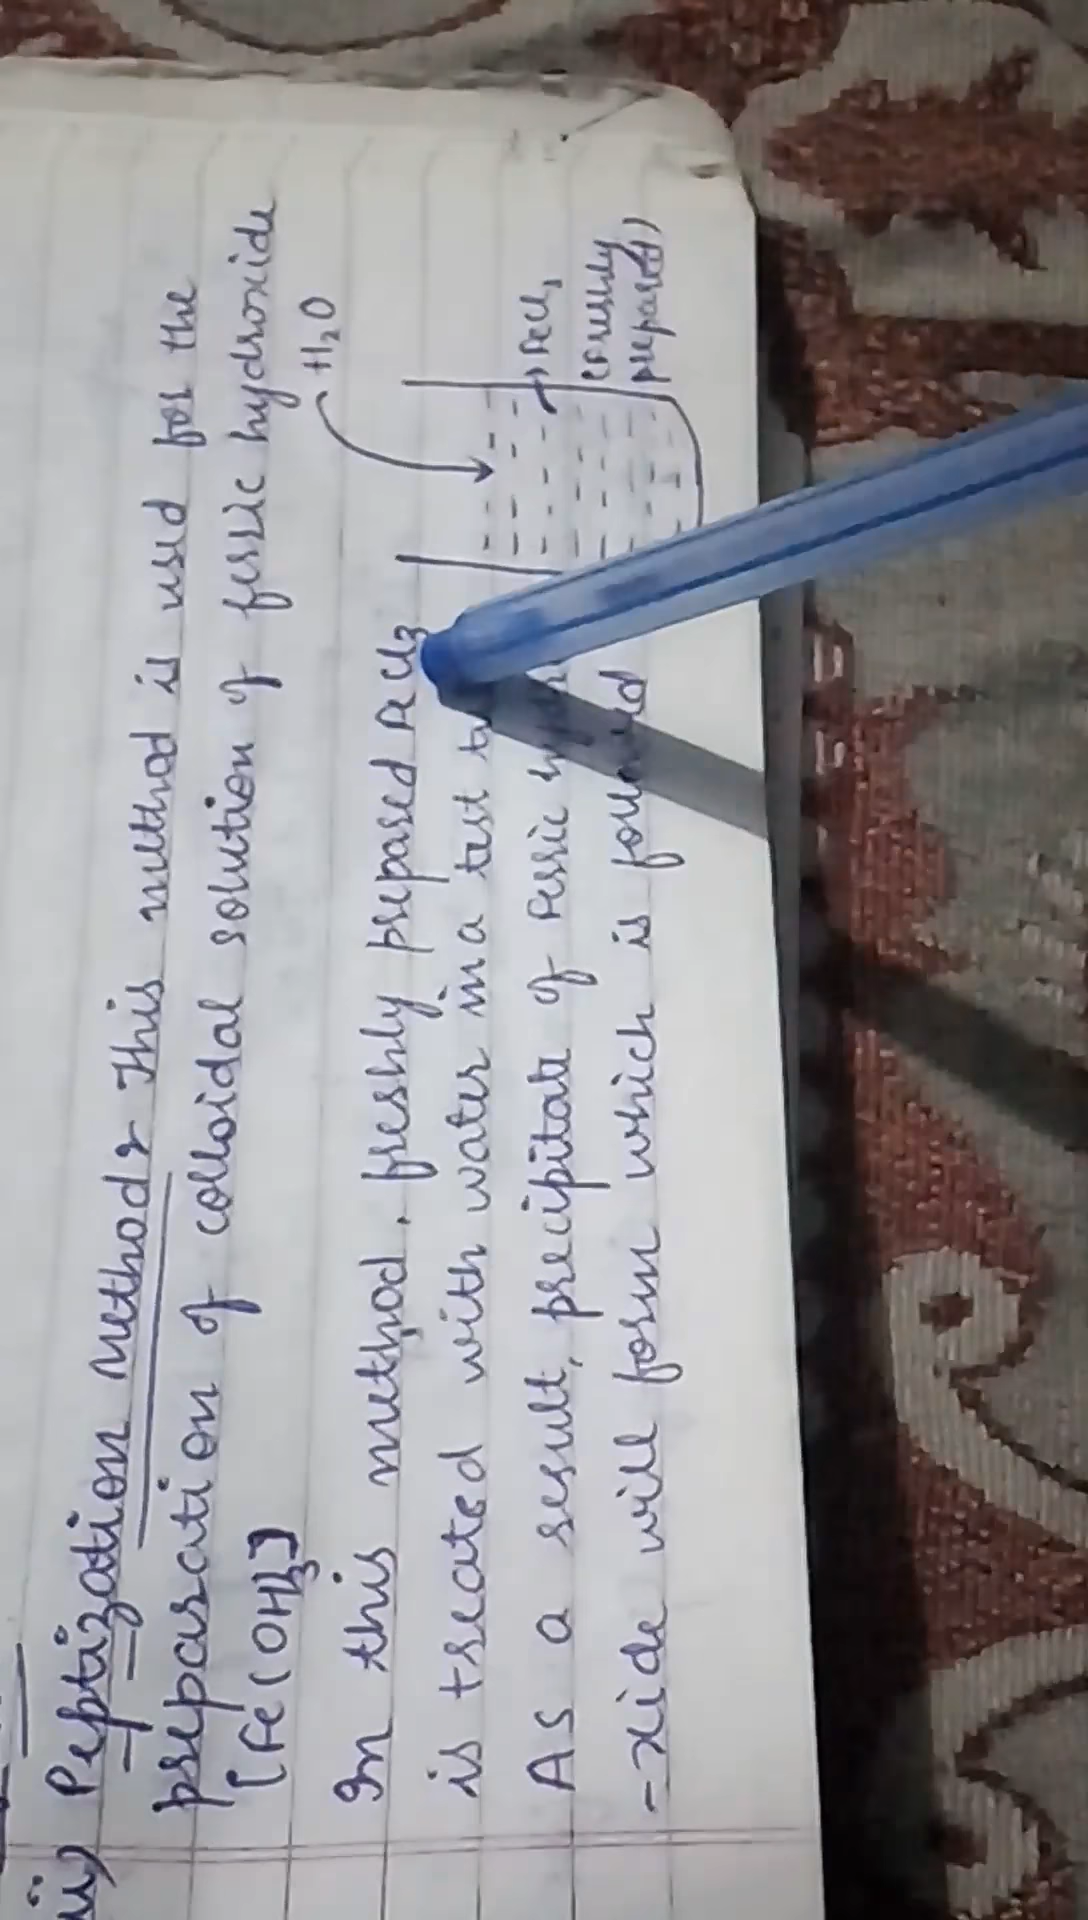 ii) Peptization Method :- This method is used for the
preparation of colloidal solution of ferric hydroxide
[Fe(OH)3]
In this method, freshly prepared FeCl3
is treated with water in a test
As a result, precipitate of Ferric
-xide will form which is
H2O
→ FeCl3
(freshly
prepared)